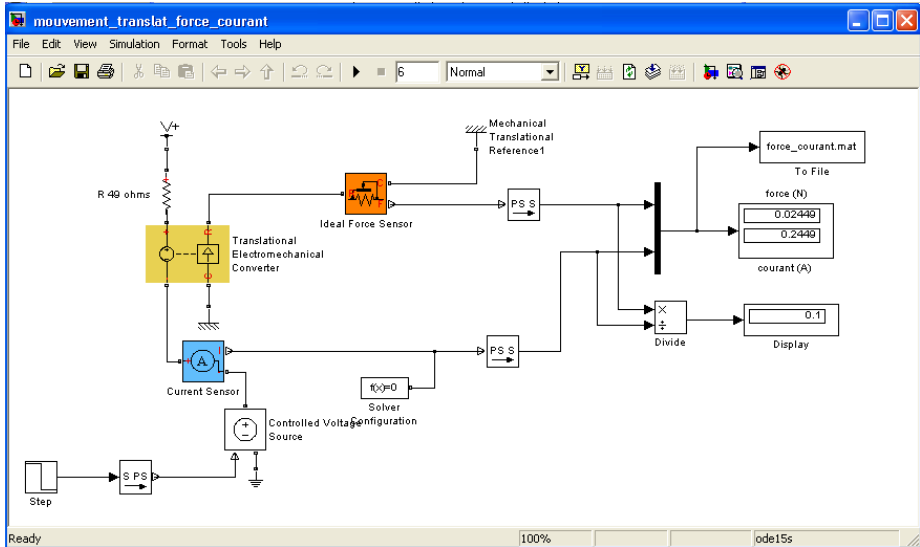 mouvement_translat_force_courant
File Edit View Simulation Format Tools Help
6
Normal
V+
R 49 ohms
Translational
Electromechanical
Converter
Mechanical
Translational
Reference1
Ideal Force Sensor
PS S
force_courant.mat
To File
force (N)
0.02449
0.2449
courant (A)
×
÷
Divide
0.1
Display
A
I
Current Sensor
PS S
f(x)=0
Solver
Configuration
Controlled Voltage
Source
S PS
Step
Ready
100%
ode15s